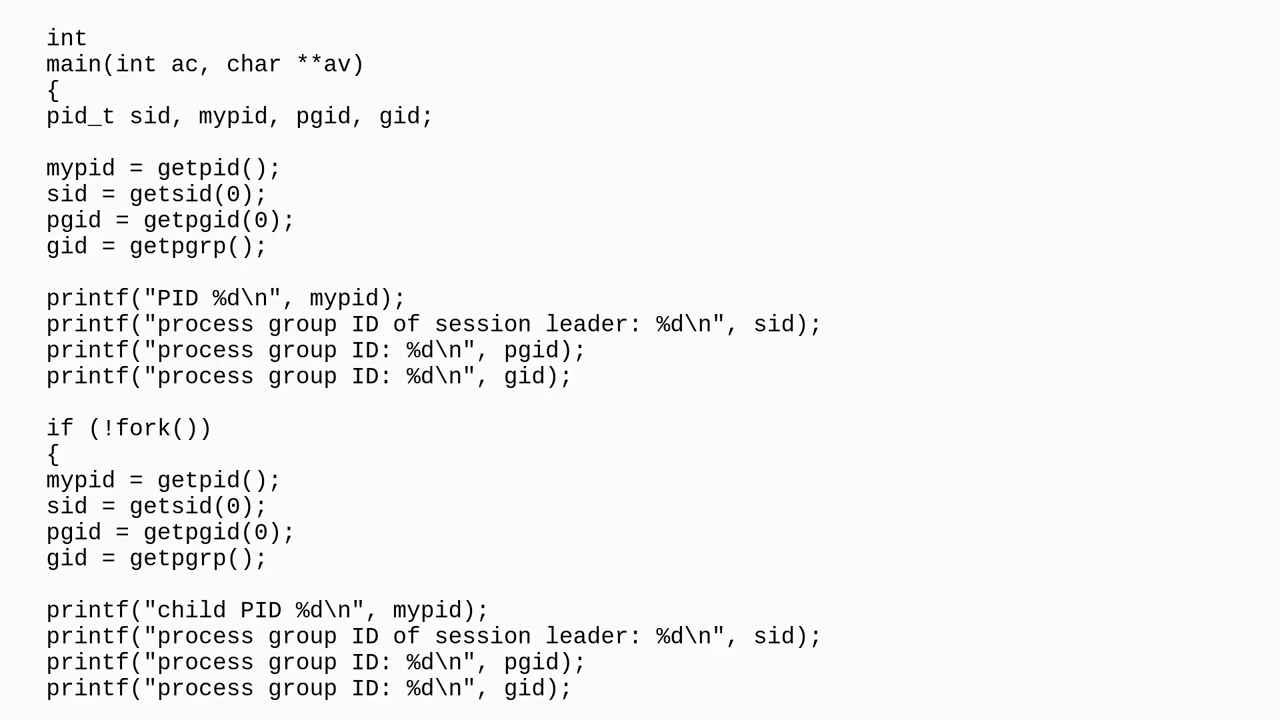 int
main(int ac, char **av)
{
pid_t sid, mypid, pgid, gid;
mypid = getpid();
sid = getsid(0);
pgid = getpgid(0);
gid = getpgrp();
printf("PID %d\n", mypid);
printf("process group ID of session leader: %d\n", sid);
printf("process group ID: %d\n", pgid);
printf("process group ID: %d\n", gid);
if (!fork())
{
mypid = getpid();
sid = getsid(0);
pgid = getpgid(0);
gid = getpgrp();
printf("child PID %d\n", mypid);
printf("process group ID of session leader: %d\n", sid);
printf("process group ID: %d\n", pgid);
printf("process group ID: %d\n", gid);